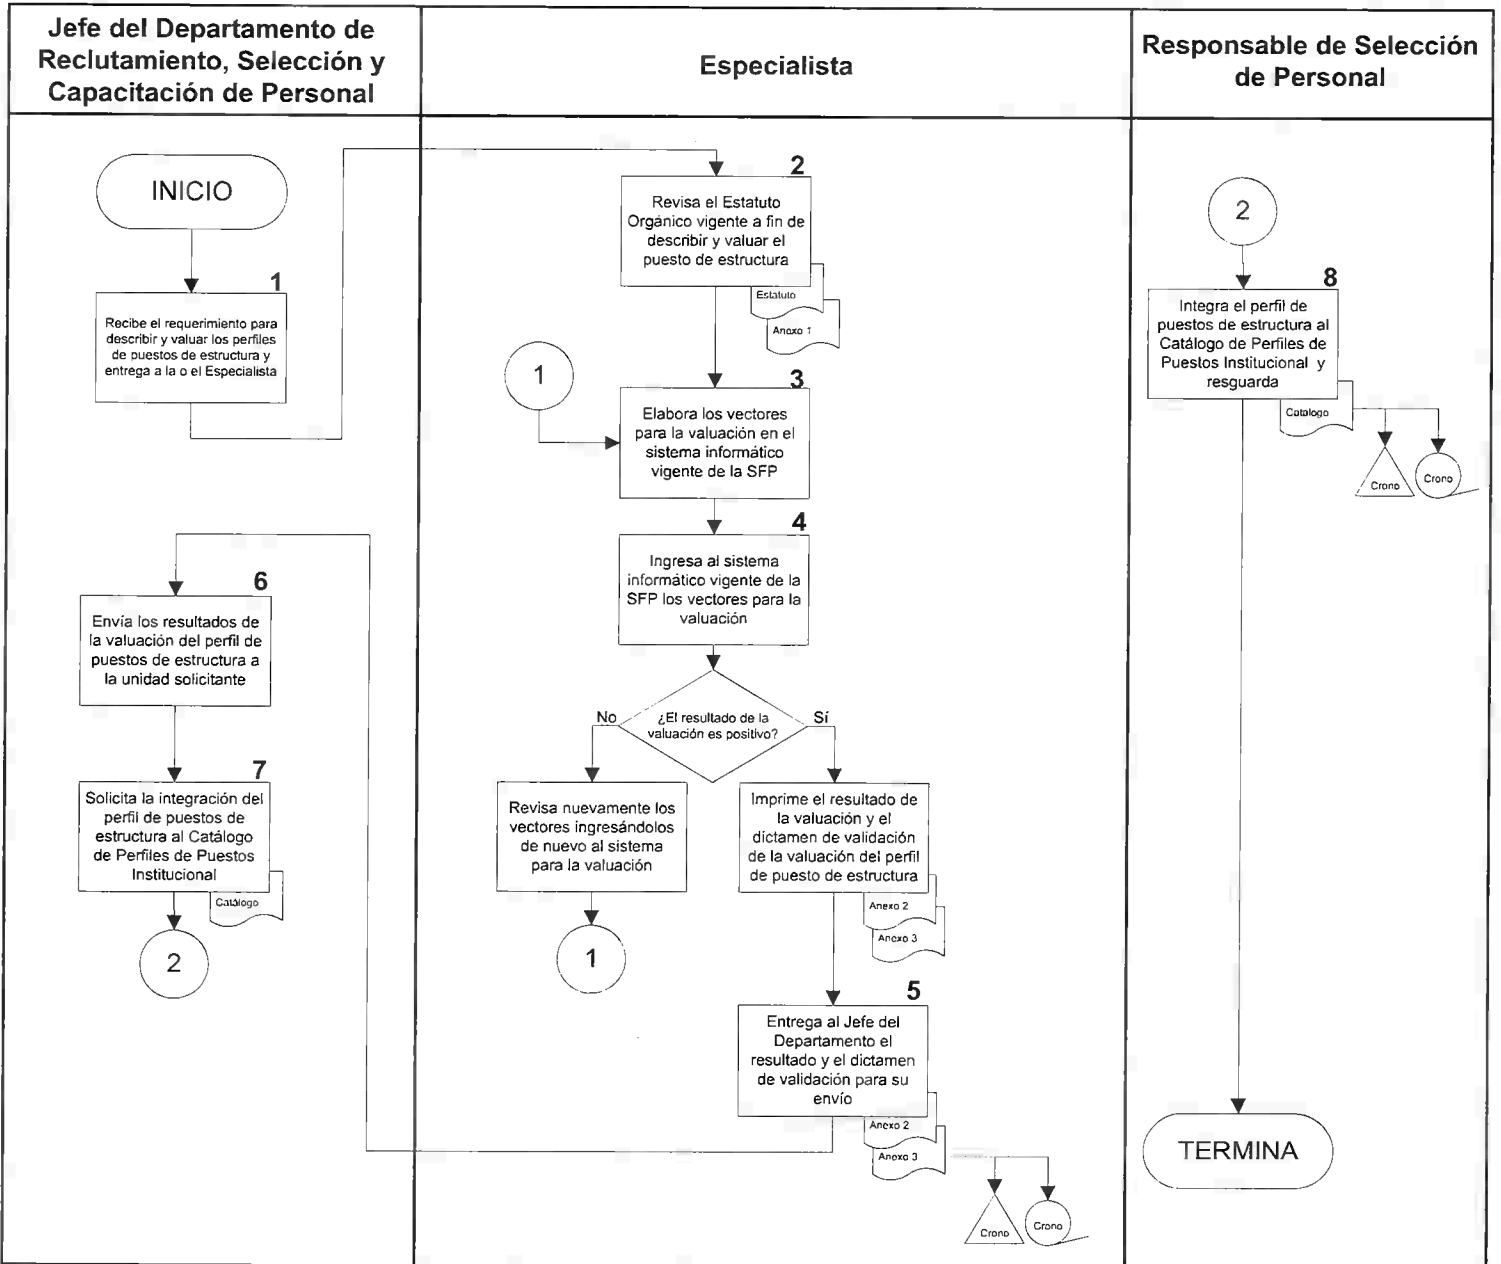 Jefe del Departamento de
Reclutamiento, Selección y
Capacitación de Personal
Especialista
Responsable de Selección
de Personal
INICIO
1
Recibe el requerimiento para
describir y valuar los perfiles
de puestos de estructura y
entrega a la o el Especialista
2
Revisa el Estatuto
Orgánico vigente a fin de
describir y valuar el
puesto de estructura
Estatuto
Anexo 1
1
3
Elabora los vectores
para la valuación en el
sistema informático
vigente de la SFP
4
Ingresa al sistema
informático vigente de la
SFP los vectores para la
valuación
¿El resultado de la
valuación es positivo?
No
Sí
Revisa nuevamente los
vectores ingresándolos
de nuevo al sistema
para la valuación
1
Imprime el resultado de
la valuación y el
dictamen de validación
de la valuación del perfil
de puesto de estructura
Anexo 2
Anexo 3
5
Entrega al Jefe del
Departamento el
resultado y el dictamen
de validación para su
envío
Anexo 2
Anexo 3
Crono
Crono
6
Envía los resultados de
la valuación del perfil de
puestos de estructura a
la unidad solicitante
7
Solicita la integración del
perfil de puestos de
estructura al Catálogo
de Perfiles de Puestos
Institucional
Catálogo
2
2
8
Integra el perfil de
puestos de estructura al
Catálogo de Perfiles de
Puestos Institucional y
resguarda
Catalogo
Crono
Crono
TERMINA